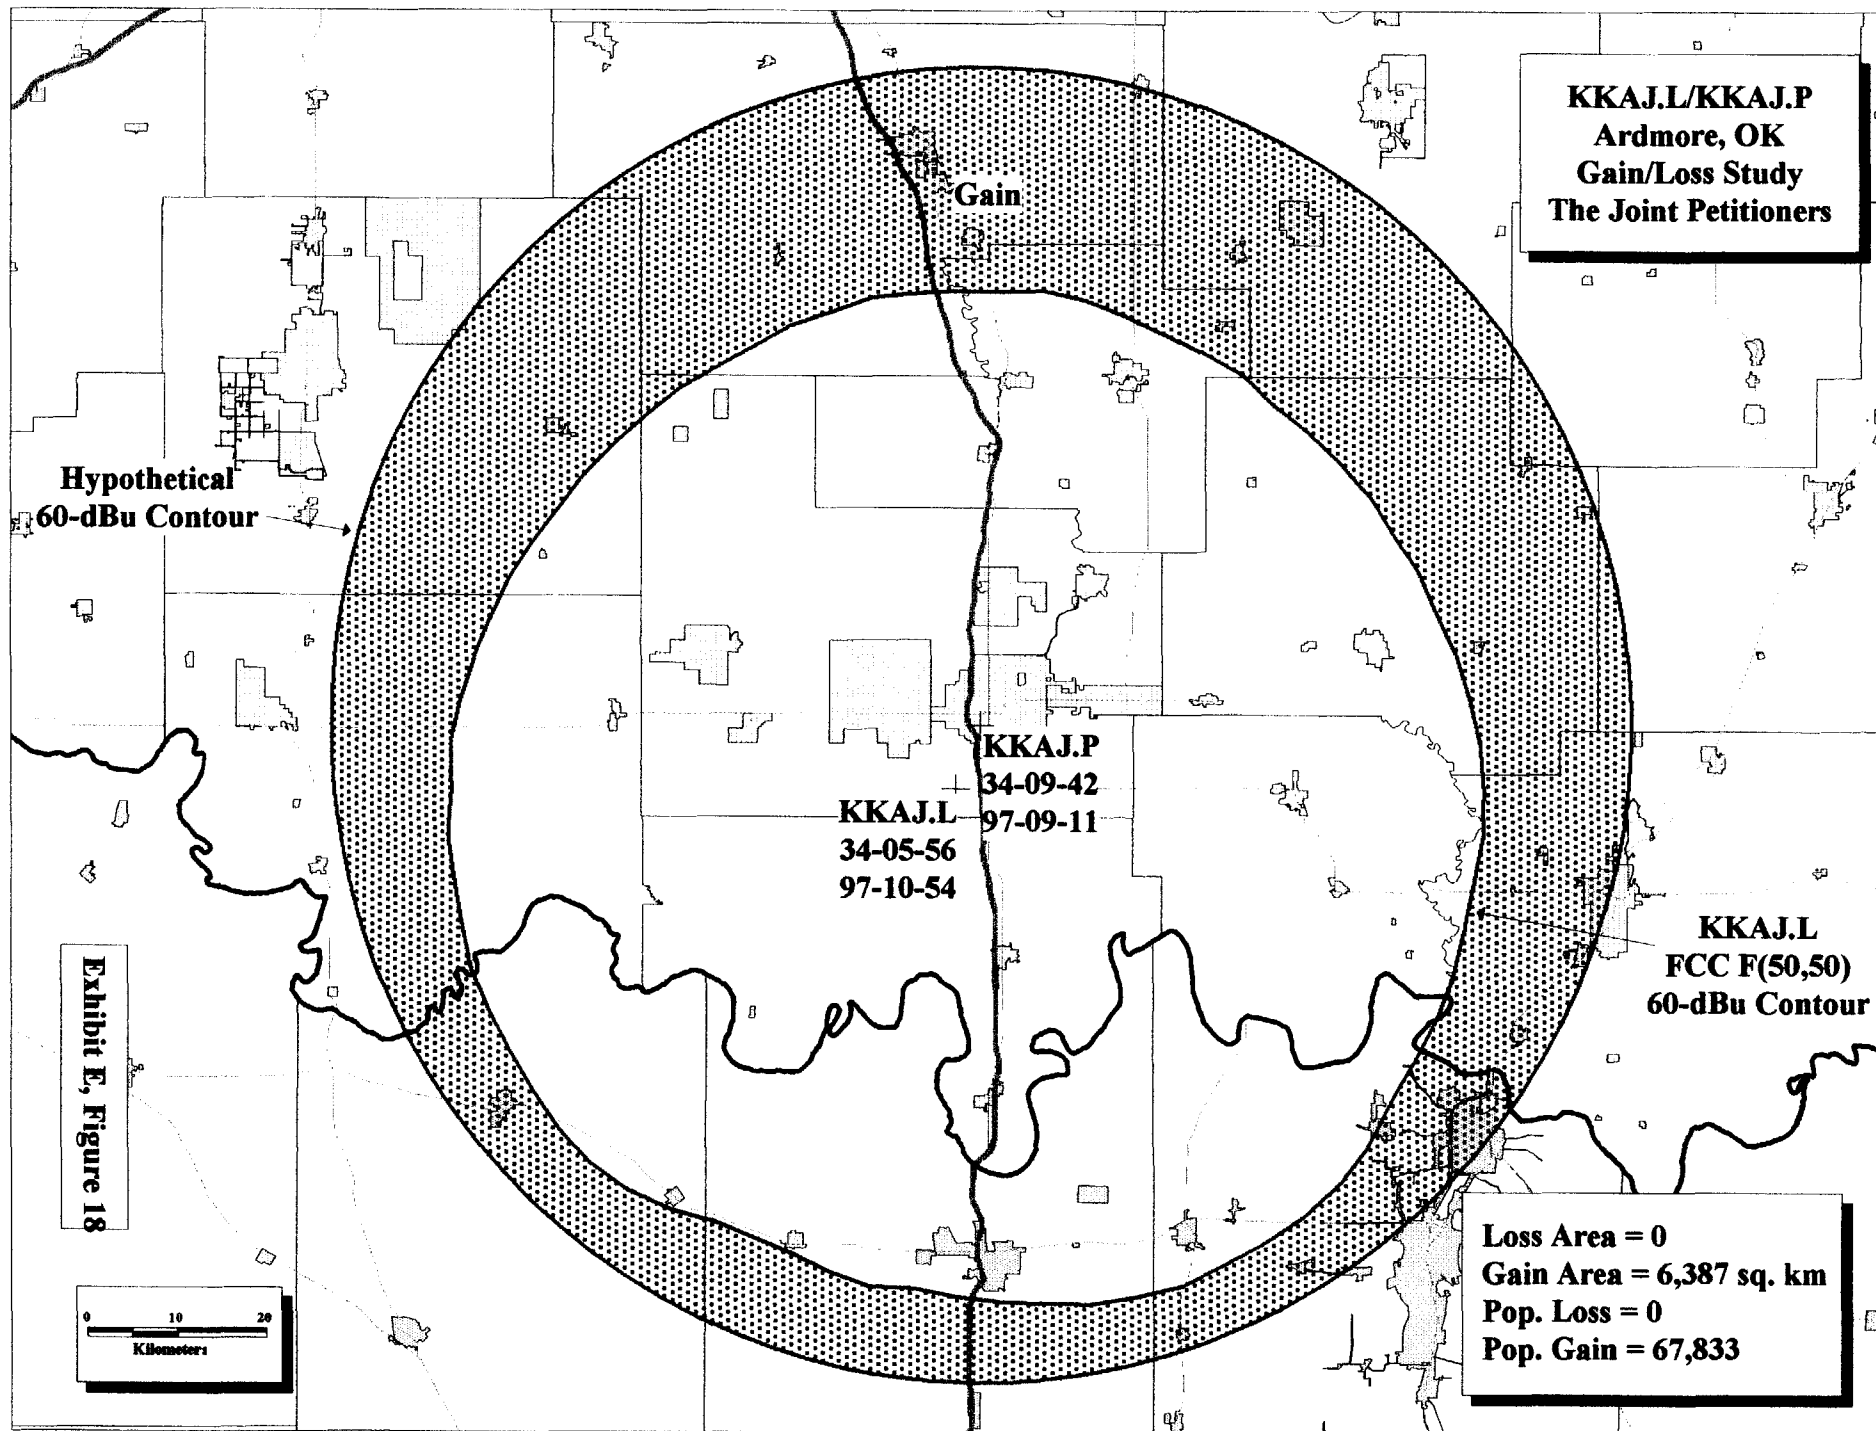 KKAJ.L/KKAJ.P
Ardmore, OK
Gain/Loss Study
The Joint Petitioners
Gain
Hypothetical
60-dBu Contour
KKAJ.P
34-09-42
97-09-11
KKAJ.L
34-05-56
97-10-54
KKAJ.L
FCC F(50,50)
60-dBu Contour
Exhibit E, Figure 18
0 10 20
Kilometers
Loss Area = 0
Gain Area = 6,387 sq. km
Pop. Loss = 0
Pop. Gain = 67,833